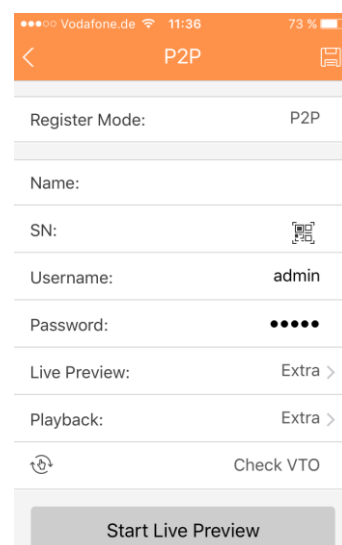 ●●●○○ Vodafone.de 11:36 73 %
P2P
Register Mode: P2P
Name:
SN:
Username: admin
Password: ●●●●●
Live Preview: Extra >
Playback: Extra >
Check VTO
Start Live Preview